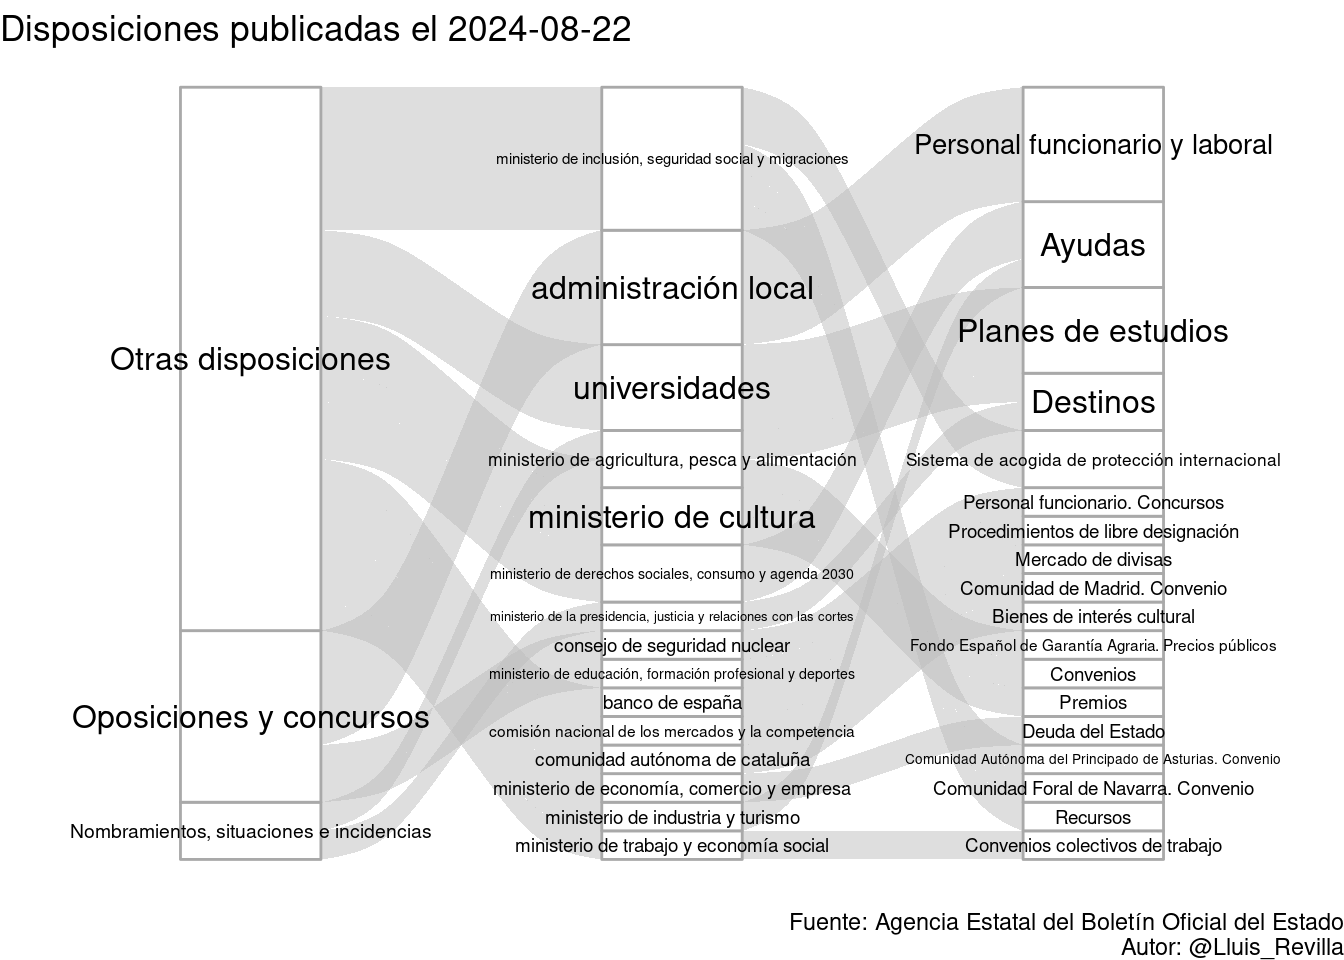 Disposiciones publicadas el 2024-08-22
Otras disposiciones
Oposiciones y concursos
Nombramientos, situaciones e incidencias
ministerio de inclusión, seguridad social y migraciones
administración local
universidades
ministerio de agricultura, pesca y alimentación
ministerio de cultura
ministerio de derechos sociales, consumo y agenda 2030
ministerio de la presidencia, justicia y relaciones con las cortes
consejo de seguridad nuclear
ministerio de educación, formación profesional y deportes
banco de españa
comisión nacional de los mercados y la competencia
comunidad autónoma de cataluña
ministerio de economía, comercio y empresa
ministerio de industria y turismo
ministerio de trabajo y economía social
Personal funcionario y laboral
Ayudas
Planes de estudios
Destinos
Sistema de acogida de protección internacional
Personal funcionario. Concursos
Procedimientos de libre designación
Mercado de divisas
Comunidad de Madrid. Convenio
Bienes de interés cultural
Fondo Español de Garantía Agraria. Precios públicos
Convenios
Premios
Deuda del Estado
Comunidad Autónoma del Principado de Asturias. Convenio
Comunidad Foral de Navarra. Convenio
Recursos
Convenios colectivos de trabajo
Fuente: Agencia Estatal del Boletín Oficial del Estado
Autor: @Lluis_Revilla